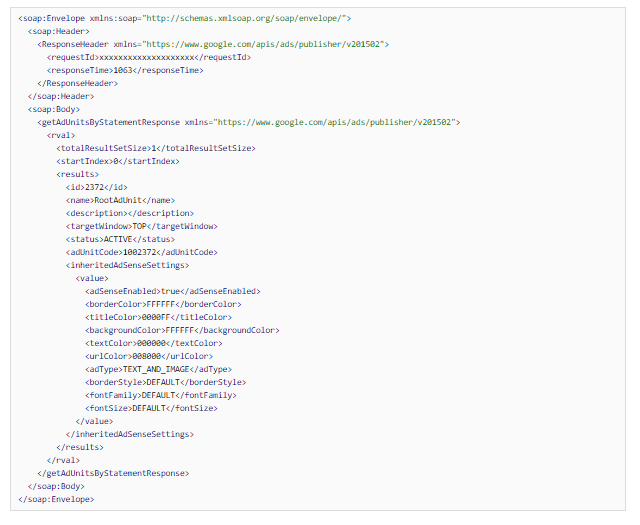 <soap:Envelope xmlns:soap="http://schemas.xmlsoap.org/soap/envelope/">
<soap:Header>
<ResponseHeader xmlns="https://www.google.com/apis/ads/publisher/v201502">
<requestId>xxxxxxxxxxxxxxxxxxxx</requestId>
<responseTime>1063</responseTime>
</ResponseHeader>
</soap:Header>
<soap:Body>
<getAdUnitsByStatementResponse xmlns="https://www.google.com/apis/ads/publisher/v201502">
<rval>
<totalResultSetSize>1</totalResultSetSize>
<startIndex>0</startIndex>
<results>
<id>2372</id>
<name>RootAdUnit</name>
<description></description>
<targetWindow>TOP</targetWindow>
<status>ACTIVE</status>
<adUnitCode>1002372</adUnitCode>
<inheritedAdSenseSettings>
<value>
<adSenseEnabled>true</adSenseEnabled>
<borderColor>FFFFFF</borderColor>
<titleColor>0000FF</titleColor>
<backgroundColor>FFFFFF</backgroundColor>
<textColor>000000</textColor>
<urlColor>008000</urlColor>
<adType>TEXT_AND_IMAGE</adType>
<borderStyle>DEFAULT</borderStyle>
<fontFamily>DEFAULT</fontFamily>
<fontSize>DEFAULT</fontSize>
</value>
</inheritedAdSenseSettings>
</results>
</rval>
</getAdUnitsByStatementResponse>
</soap:Body>
</soap:Envelope>